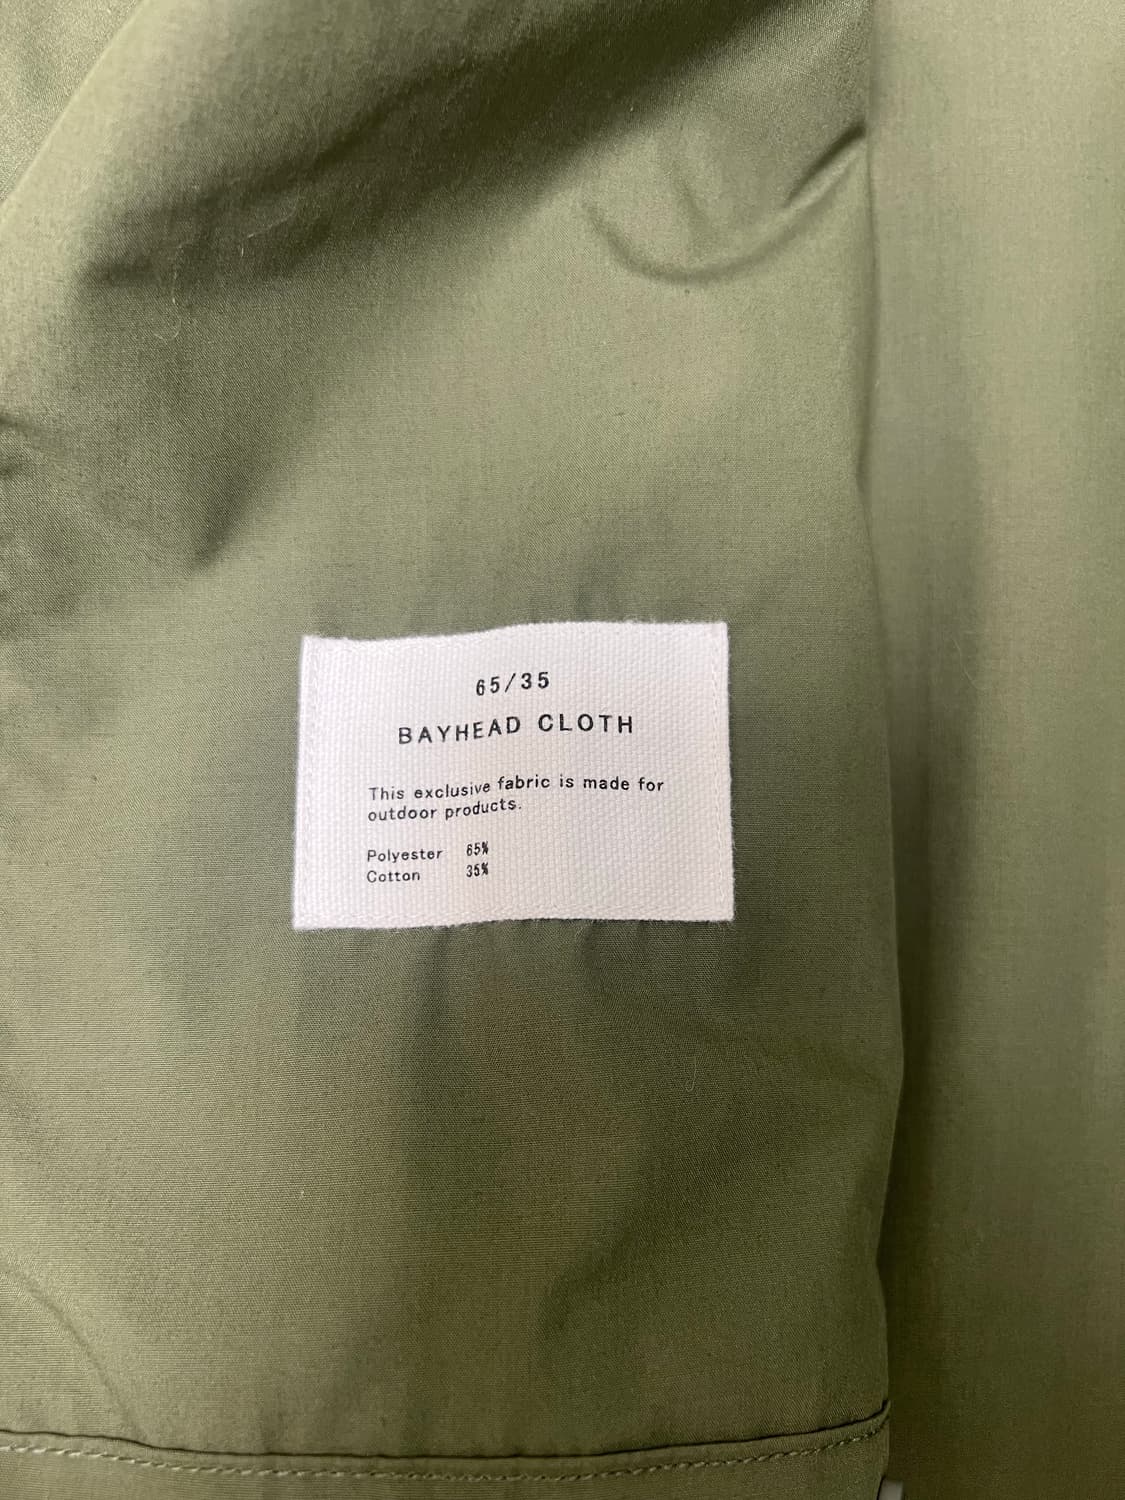 65/35
BAYHEAD CLOTH
This exclusive fabric is made for
outdoor products.
Polyester 65%
Cotton 35%